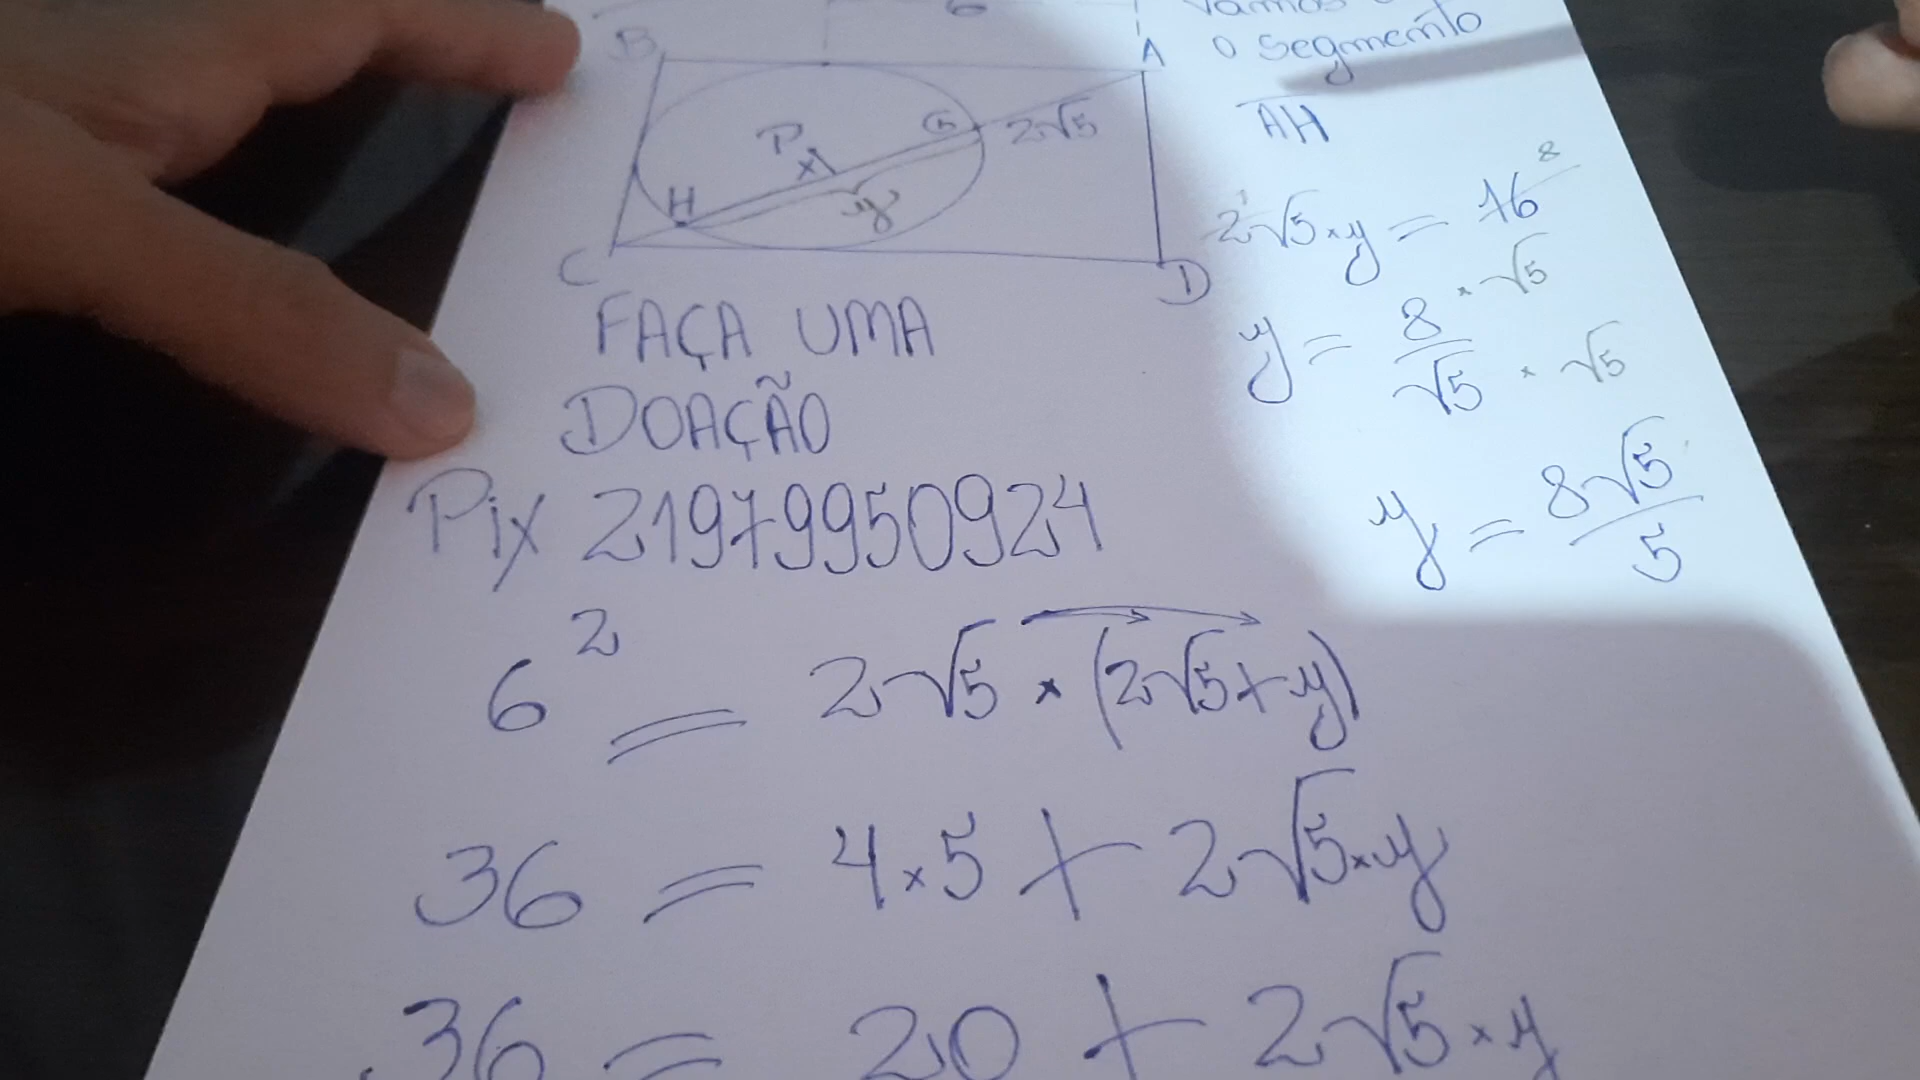 6
Vamos
o segmento
AH
B
A
P
x
G
2√5
H
y
C
D
2√5×y = 16 8
y = 8 × √5 / √5 × √5
y = 8√5 / 5
FAÇA UMA
DOAÇÃO
Pix 21979950924
6² = 2√5 × (2√5+y)
36 = 4×5 + 2√5×y
36 = 20 + 2√5×y